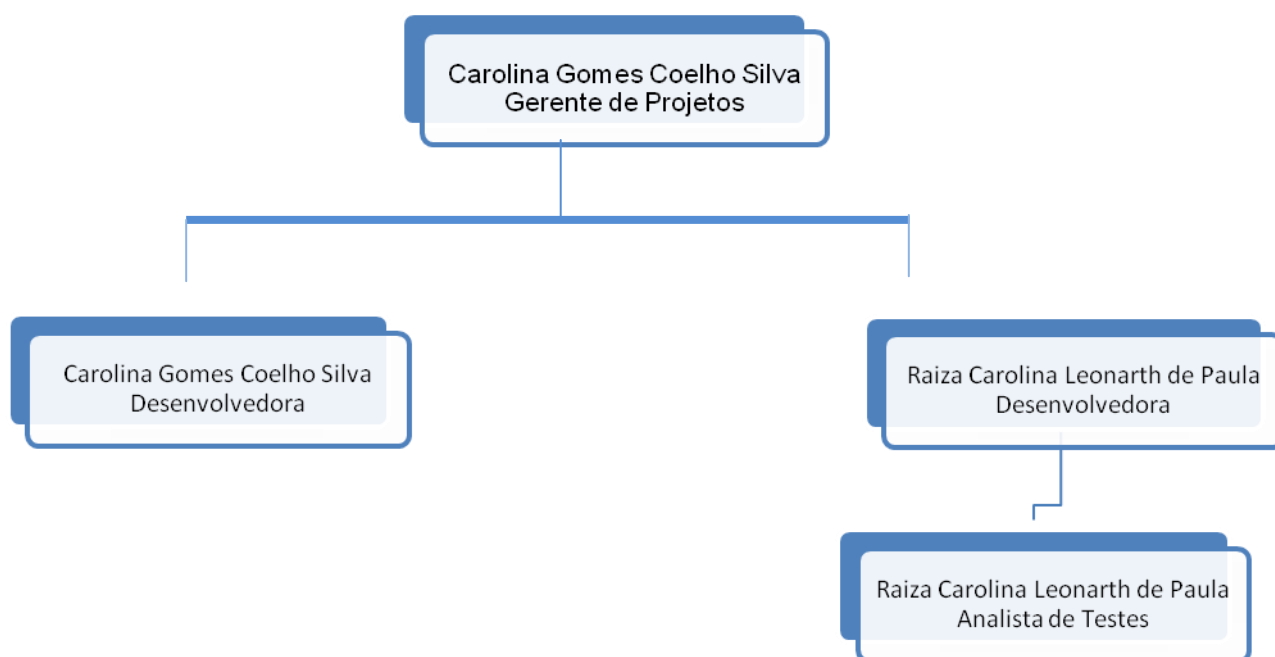 Carolina Gomes Coelho Silva
Gerente de Projetos
Carolina Gomes Coelho Silva
Desenvolvedora
Raiza Carolina Leonarth de Paula
Desenvolvedora
Raiza Carolina Leonarth de Paula
Analista de Testes